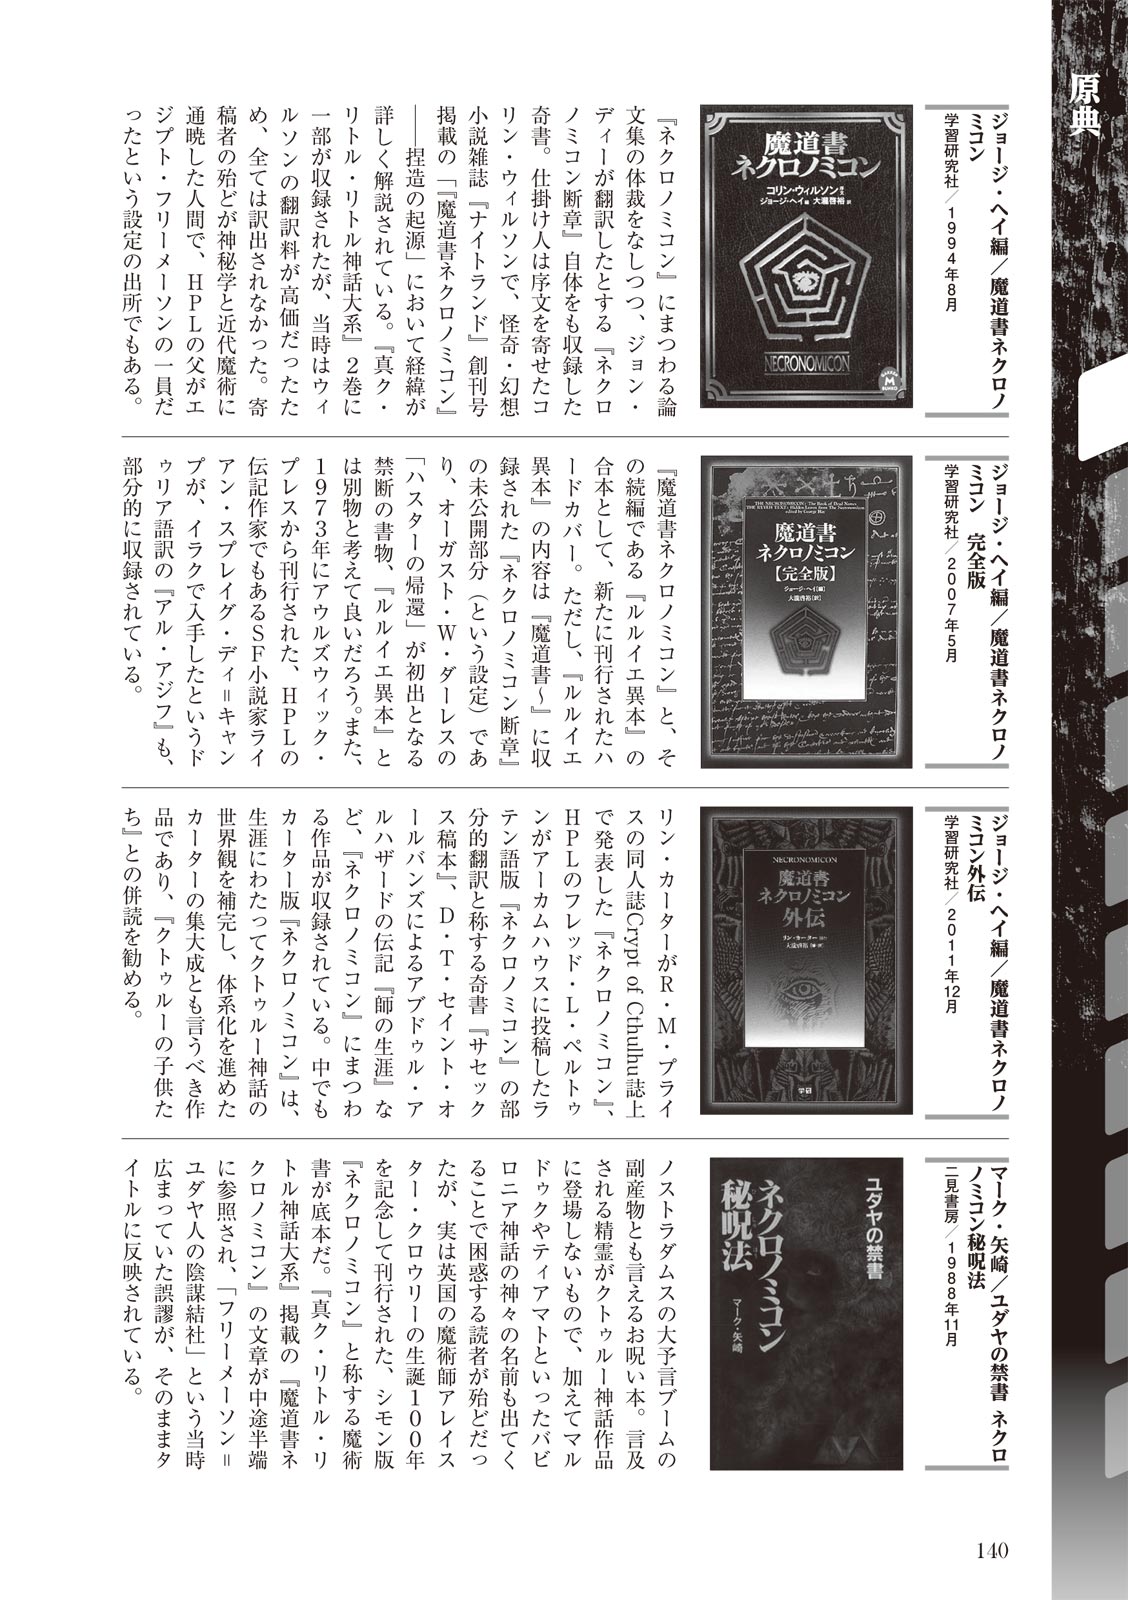 原典
ジョージ・ヘイ編／魔道書ネクロノ
ミコン
学習研究社／1994年8月
魔道書
ネクロノミコン
コリン・ウィルソン 序文
ジョージ・ヘイ 編 大瀧啓裕 訳
NECRONOMICON
『ネクロノミコン』にまつわる論
文集の体裁をなしつつ、ジョン・
ディーが翻訳したとする『ネクロ
ノミコン断章』自体をも収録した
奇書。仕掛け人は序文を寄せたコ
リン・ウィルソンで、怪奇・幻想
小説雑誌『ナイトランド』創刊号
掲載の「『魔道書ネクロノミコン』
――捏造の起源」において経緯が
詳しく解説されている。『真ク・
リトル・リトル神話大系』２巻に
一部が収録されたが、当時はウィ
ルソンの翻訳料が高価だったた
め、全ては訳出されなかった。寄
稿者の殆どが神秘学と近代魔術に
通暁した人間で、ＨＰＬの父がエ
ジプト・フリーメーソンの一員だ
ったという設定の出所でもある。
ジョージ・ヘイ編／魔道書ネクロノ
ミコン 完全版
学習研究社／2007年5月
THE NECRONOMICON: The Book of Dead Names
THE R'LYEH TEXT: Hidden Leaves from The Necronomicon
edited by George Hay
魔道書
ネクロノミコン
【完全版】
ジョージ・ヘイ［編］
大瀧啓裕［訳］
『魔道書ネクロノミコン』と、そ
の続編である『ルルイエ異本』の
合本として、新たに刊行されたハ
ードカバー。ただし、『ルルイエ
異本』の内容は『魔道書～』に収
録された『ネクロノミコン断章』
の未公開部分（という設定）であ
り、オーガスト・Ｗ・ダーレスの
「ハスターの帰還」が初出となる
禁断の書物、『ルルイエ異本』と
は別物と考えて良いだろう。また、
１９７３年にアウルズウィック・
プレスから刊行された、ＨＰＬの
伝記作家でもあるＳＦ小説家ライ
アン・スプレイグ・ディ＝キャン
プが、イラクで入手したというド
ゥリア語訳の『アル・アジフ』も、
部分的に収録されている。
ジョージ・ヘイ編／魔道書ネクロノ
ミコン外伝
学習研究社／2011年12月
NECRONOMICON
魔道書
ネクロノミコン
外伝
リン・カーター
大瀧啓裕
学研
リン・カーターがＲ・Ｍ・プライ
スの同人誌Crypt of Cthulhu誌上
で発表した『ネクロノミコン』、
ＨＰＬのフレッド・Ｌ・ペルトゥ
ンがアーカムハウスに投稿したラ
テン語版『ネクロノミコン』の部
分的翻訳と称する奇書『サセック
ス稿本』、Ｄ・Ｔ・セイント・オ
ールバンズによるアブドゥル・ア
ルハザードの伝記『師の生涯』な
ど、『ネクロノミコン』にまつわ
る作品が収録されている。中でも
カーター版『ネクロノミコン』は、
生涯にわたってクトゥルー神話の
世界観を補完し、体系化を進めた
カーターの集大成とも言うべき作
品であり、『クトゥルーの子供た
ち』との併読を勧める。
マーク・矢崎／ユダヤの禁書 ネクロ
ノミコン秘呪法
二見書房／1988年11月
ユダヤの禁書
ネクロノミコン
秘呪法
マーク・矢崎
ノストラダムスの大予言ブームの
副産物とも言えるお呪い本。言及
される精霊がクトゥルー神話作品
に登場しないもので、加えてマル
ドゥクやティアマトといったバビ
ロニア神話の神々の名前も出てく
ることで困惑する読者が殆どだっ
たが、実は英国の魔術師アレイス
ター・クロウリーの生誕１００年
を記念して刊行された、シモン版
『ネクロノミコン』と称する魔術
書が底本だ。『真ク・リトル・リ
トル神話大系』掲載の『魔道書ネ
クロノミコン』の文章が中途半端
に参照され、「フリーメーソン＝
ユダヤ人の陰謀結社」という当時
広まっていた誤謬が、そのままタ
イトルに反映されている。
140